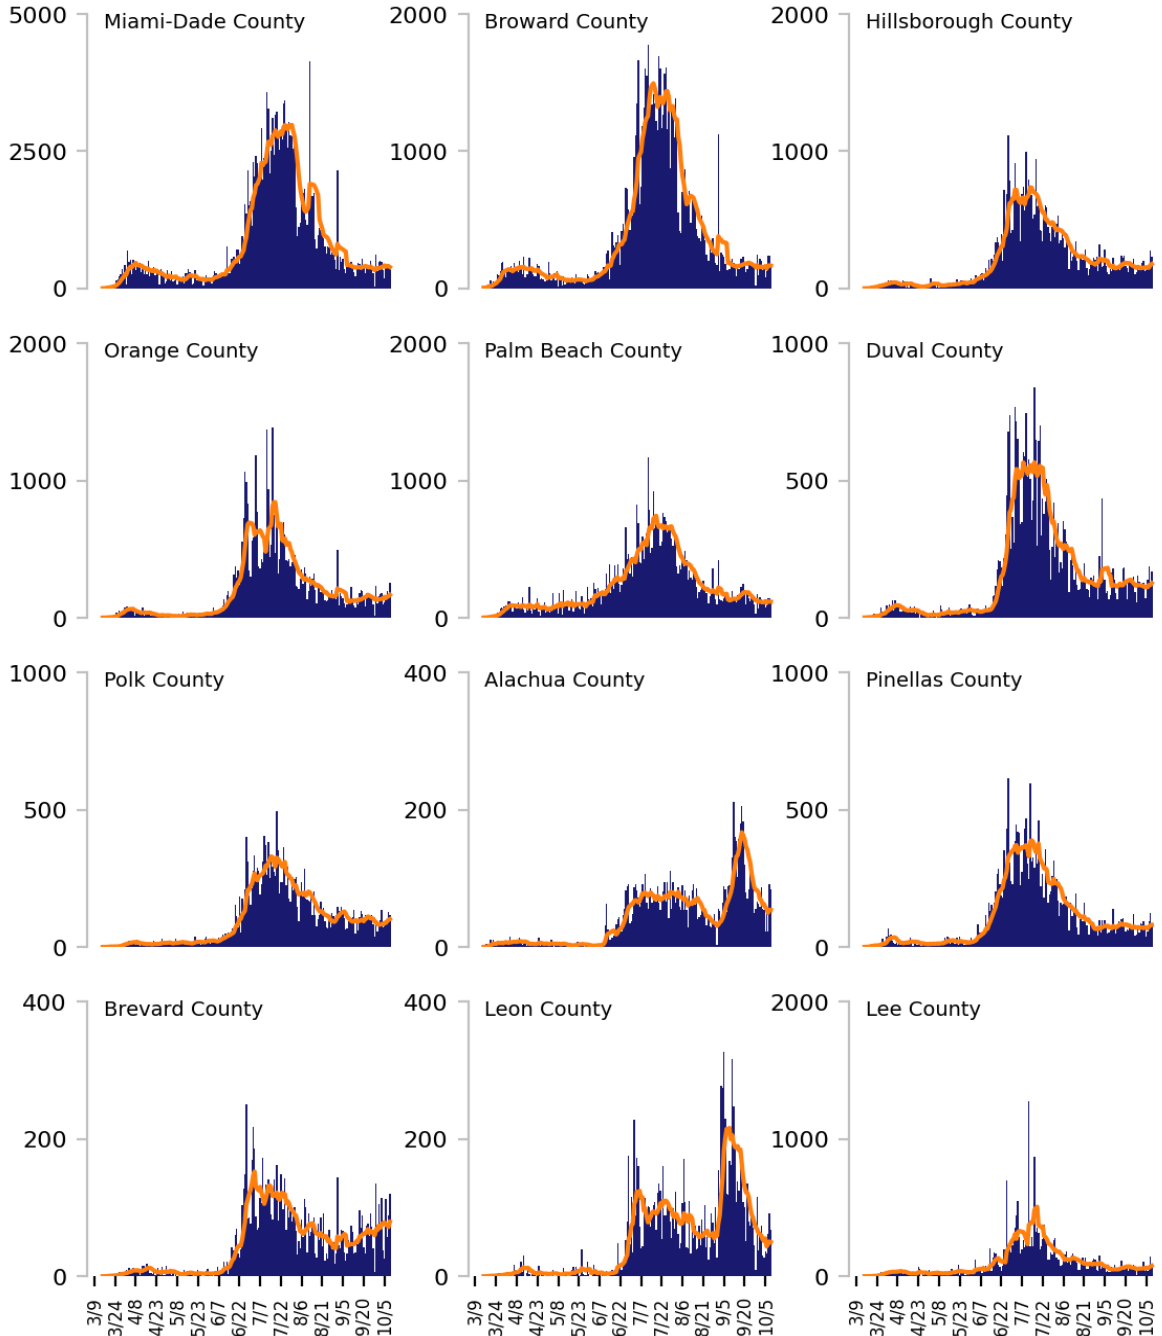 5000 Miami-Dade County 2000 Broward County 2000 Hillsborough County
2500 1000 1000
0 0 0
2000 Orange County 2000 Palm Beach County 1000 Duval County
1000 1000 500
0 0 0
1000 Polk County 400 Alachua County 1000 Pinellas County
500 200 500
0 0 0
400 Brevard County 400 Leon County 2000 Lee County
200 200 1000
0 0 0
3/9 3/24 4/8 4/23 5/8 5/23 6/7 6/22 7/7 7/22 8/6 8/21 9/5 9/20 10/5 3/9 3/24 4/8 4/23 5/8 5/23 6/7 6/22 7/7 7/22 8/6 8/21 9/5 9/20 10/5 3/9 3/24 4/8 4/23 5/8 5/23 6/7 6/22 7/7 7/22 8/6 8/21 9/5 9/20 10/5